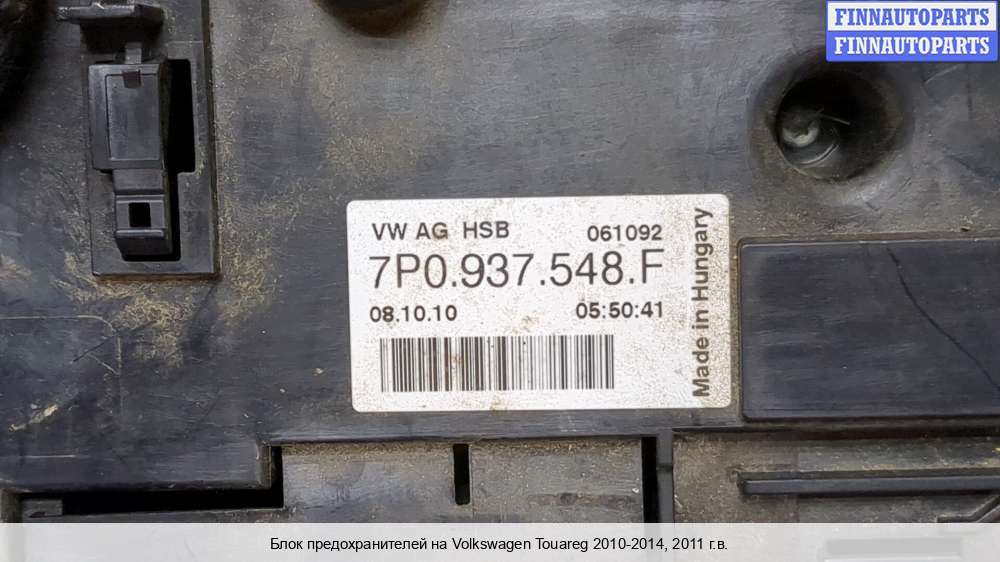 FINNAUTOPARTS
FINNAUTOPARTS
VW AG HSB 061092
7P0.937.548.F
08.10.10 05:50:41
Made in Hungary
Блок предохранителей на Volkswagen Touareg 2010-2014, 2011 г.в.